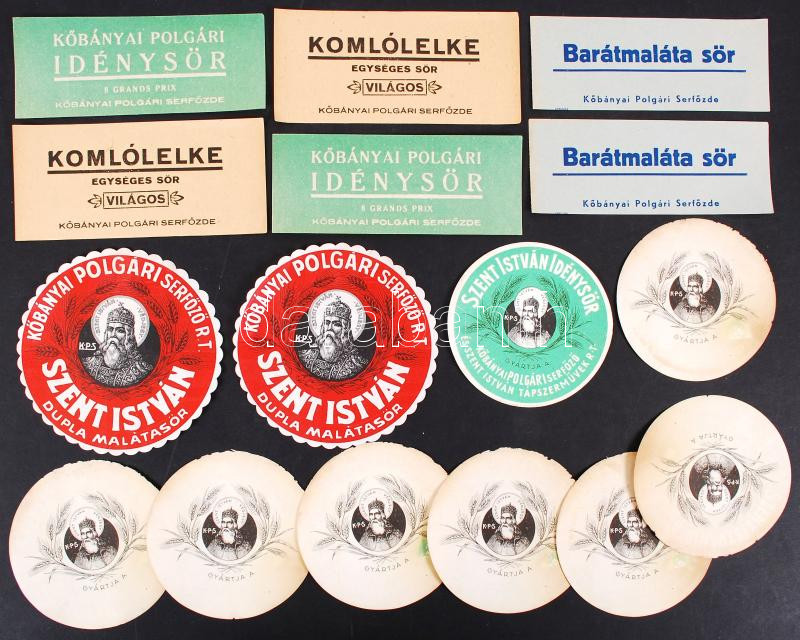 KŐBÁNYAI POLGÁRI
IDÉNYSÖR
8 GRANDS PRIX
KŐBÁNYAI POLGÁRI SERFŐZDE
KOMLÓLELKE
EGYSÉGES SÖR
VILÁGOS
KŐBÁNYAI POLGÁRI SERFŐZDE
Barátmaláta sör
Kőbányai Polgári Serfőzde
KOMLÓLELKE
EGYSÉGES SÖR
VILÁGOS
KŐBÁNYAI POLGÁRI SERFŐZDE
KŐBÁNYAI POLGÁRI
IDÉNYSÖR
8 GRANDS PRIX
KŐBÁNYAI POLGÁRI SERFŐZDE
Barátmaláta sör
Kőbányai Polgári Serfőzde
KŐBÁNYAI POLGÁRI SERFŐZŐ R.T
K.P.S
SZENT ISTVÁN
DUPLA MALÁTASÖR
KŐBÁNYAI POLGÁRI SERFŐZŐ R.T
K.P.S
SZENT ISTVÁN
DUPLA MALÁTASÖR
SZENT ISTVÁN IDÉNYSÖR
K.P.S
GYÁRTJA A
KŐBÁNYAI POLGÁRI SERFŐZŐ
ÉS SZENT ISTVÁN TÁPSZERMŰVEK R.T.
K.P.S
GYÁRTJA A
K.P.S
GYÁRTJA A
K.P.S
GYÁRTJA A
K.P.S
GYÁRTJA A
K.P.S
GYÁRTJA A
K.P.S
GYÁRTJA A
K.P.S
GYÁRTJA A
darabanth